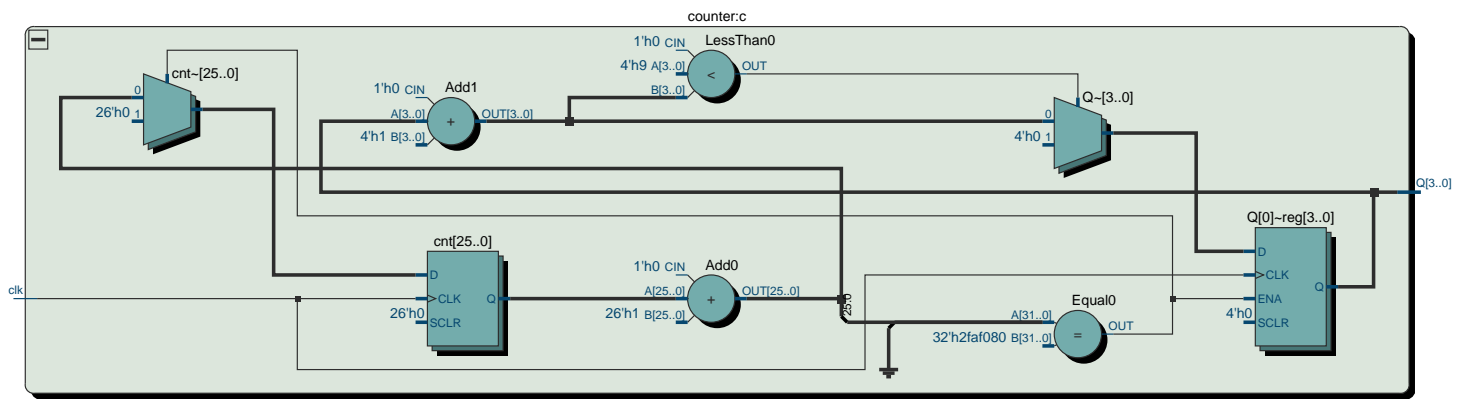 counter:c
cnt~[25..0]
0
26'h0 1
1'h0 CIN
Add1
A[3..0]
4'h1 B[3..0]
OUT[3..0]
+
1'h0 CIN
LessThan0
4'h9 A[3..0]
B[3..0]
OUT
<
Q~[3..0]
0
4'h0 1
Q[3..0]
clk
cnt[25..0]
D
CLK
26'h0 SCLR
Q
1'h0 CIN
Add0
A[25..0]
26'h1 B[25..0]
OUT[25..0]
+
25:0
Equal0
A[31..0]
32'h2faf080 B[31..0]
OUT
=
Q[0]~reg[3..0]
D
CLK
ENA
4'h0 SCLR
Q